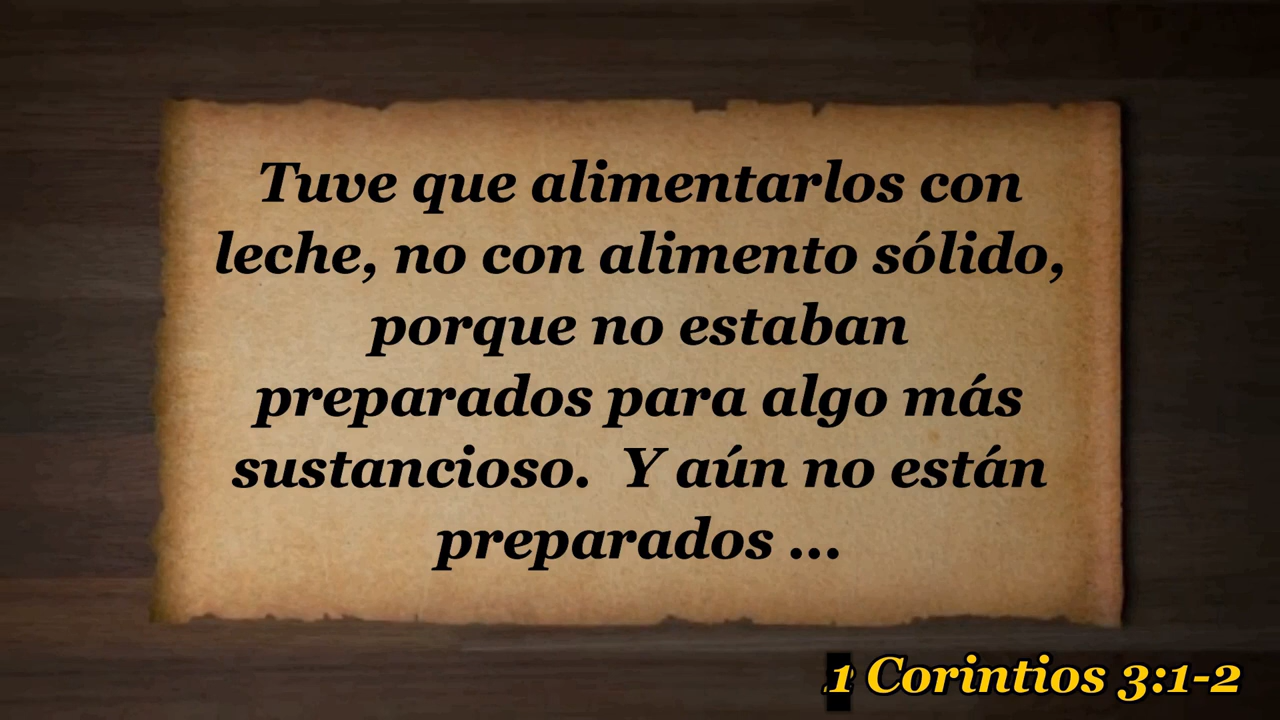 Tuve que alimentarlos con
leche, no con alimento sólido,
porque no estaban
preparados para algo más
sustancioso.  Y aún no están
preparados ...
1 Corintios 3:1-2